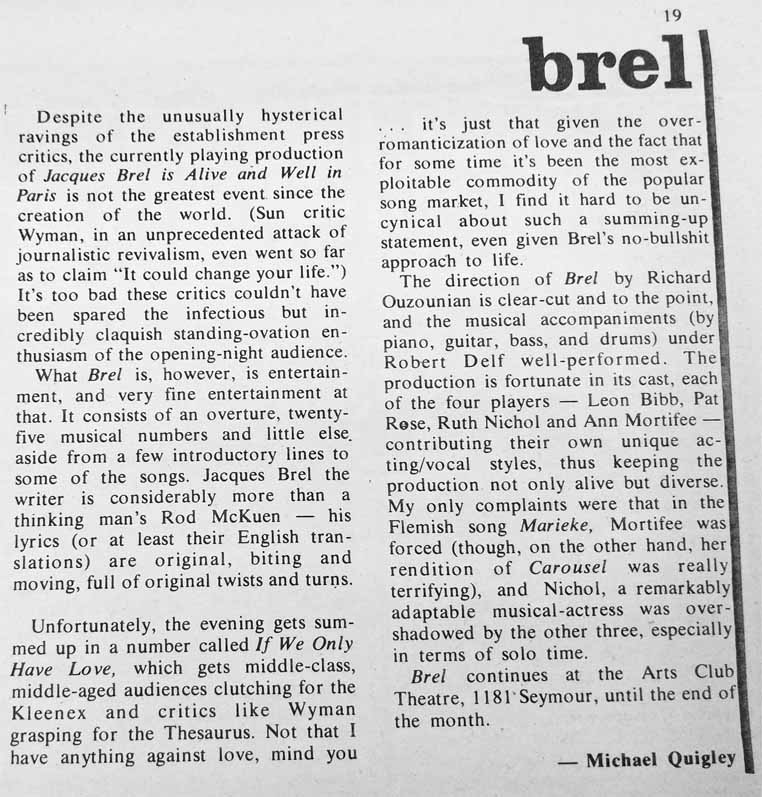 19
brel
Despite the unusually hysterical
ravings of the establishment press
critics, the currently playing production
of Jacques Brel is Alive and Well in
Paris is not the greatest event since the
creation of the world. (Sun critic
Wyman, in an unprecedented attack of
journalistic revivalism, even went so far
as to claim “It could change your life.”)
It's too bad these critics couldn't have
been spared the infectious but in-
credibly claquish standing-ovation en-
thusiasm of the opening-night audience.
What Brel is, however, is entertain-
ment, and very fine entertainment at
that. It consists of an overture, twenty-
five musical numbers and little else
aside from a few introductory lines to
some of the songs. Jacques Brel the
writer is considerably more than a
thinking man's Rod McKuen — his
lyrics (or at least their English tran-
slations) are original, biting and
moving, full of original twists and turns.
Unfortunately, the evening gets sum-
med up in a number called If We Only
Have Love, which gets middle-class,
middle-aged audiences clutching for the
Kleenex and critics like Wyman
grasping for the Thesaurus. Not that I
have anything against love, mind you
. . . it's just that given the over-
romanticization of love and the fact that
for some time it's been the most ex-
ploitable commodity of the popular
song market, I find it hard to be un-
cynical about such a summing-up
statement, even given Brel's no-bullshit
approach to life.
The direction of Brel by Richard
Ouzounian is clear-cut and to the point,
and the musical accompaniments (by
piano, guitar, bass, and drums) under
Robert Delf well-performed. The
production is fortunate in its cast, each
of the four players — Leon Bibb, Pat
Rose, Ruth Nichol and Ann Mortifee —
contributing their own unique ac-
ting/vocal styles, thus keeping the
production not only alive but diverse.
My only complaints were that in the
Flemish song Marieke, Mortifee was
forced (though, on the other hand, her
rendition of Carousel was really
terrifying), and Nichol, a remarkably
adaptable musical-actress was over-
shadowed by the other three, especially
in terms of solo time.
Brel continues at the Arts Club
Theatre, 1181 Seymour, until the end of
the month.
— Michael Quigley